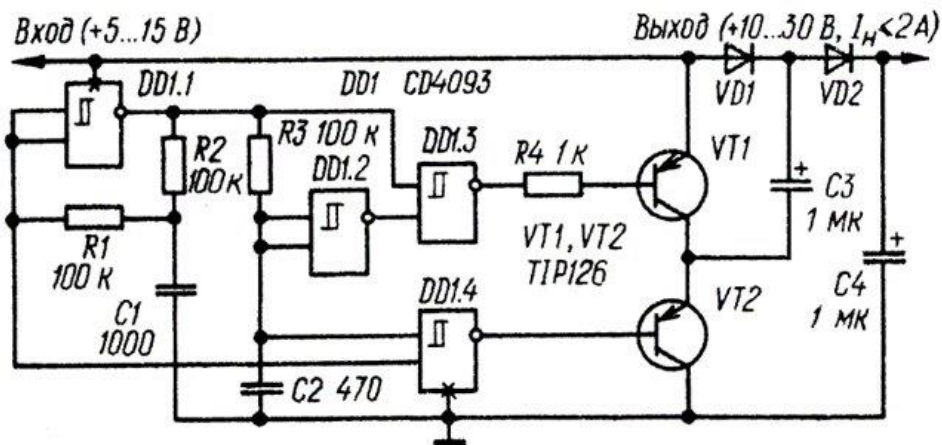 Вход (+5...15 В)
Выход (+10...30 В, Iн<2А)
DD1.1
DD1 CD4093
VD1
VD2
R2
100к
R3 100 к
DD1.2
DD1.3
R4 1 к
VT1
C3
1 мк
R1
100 к
VT1, VT2
TIP126
C1
1000
DD1.4
VT2
C4
1 мк
C2 470